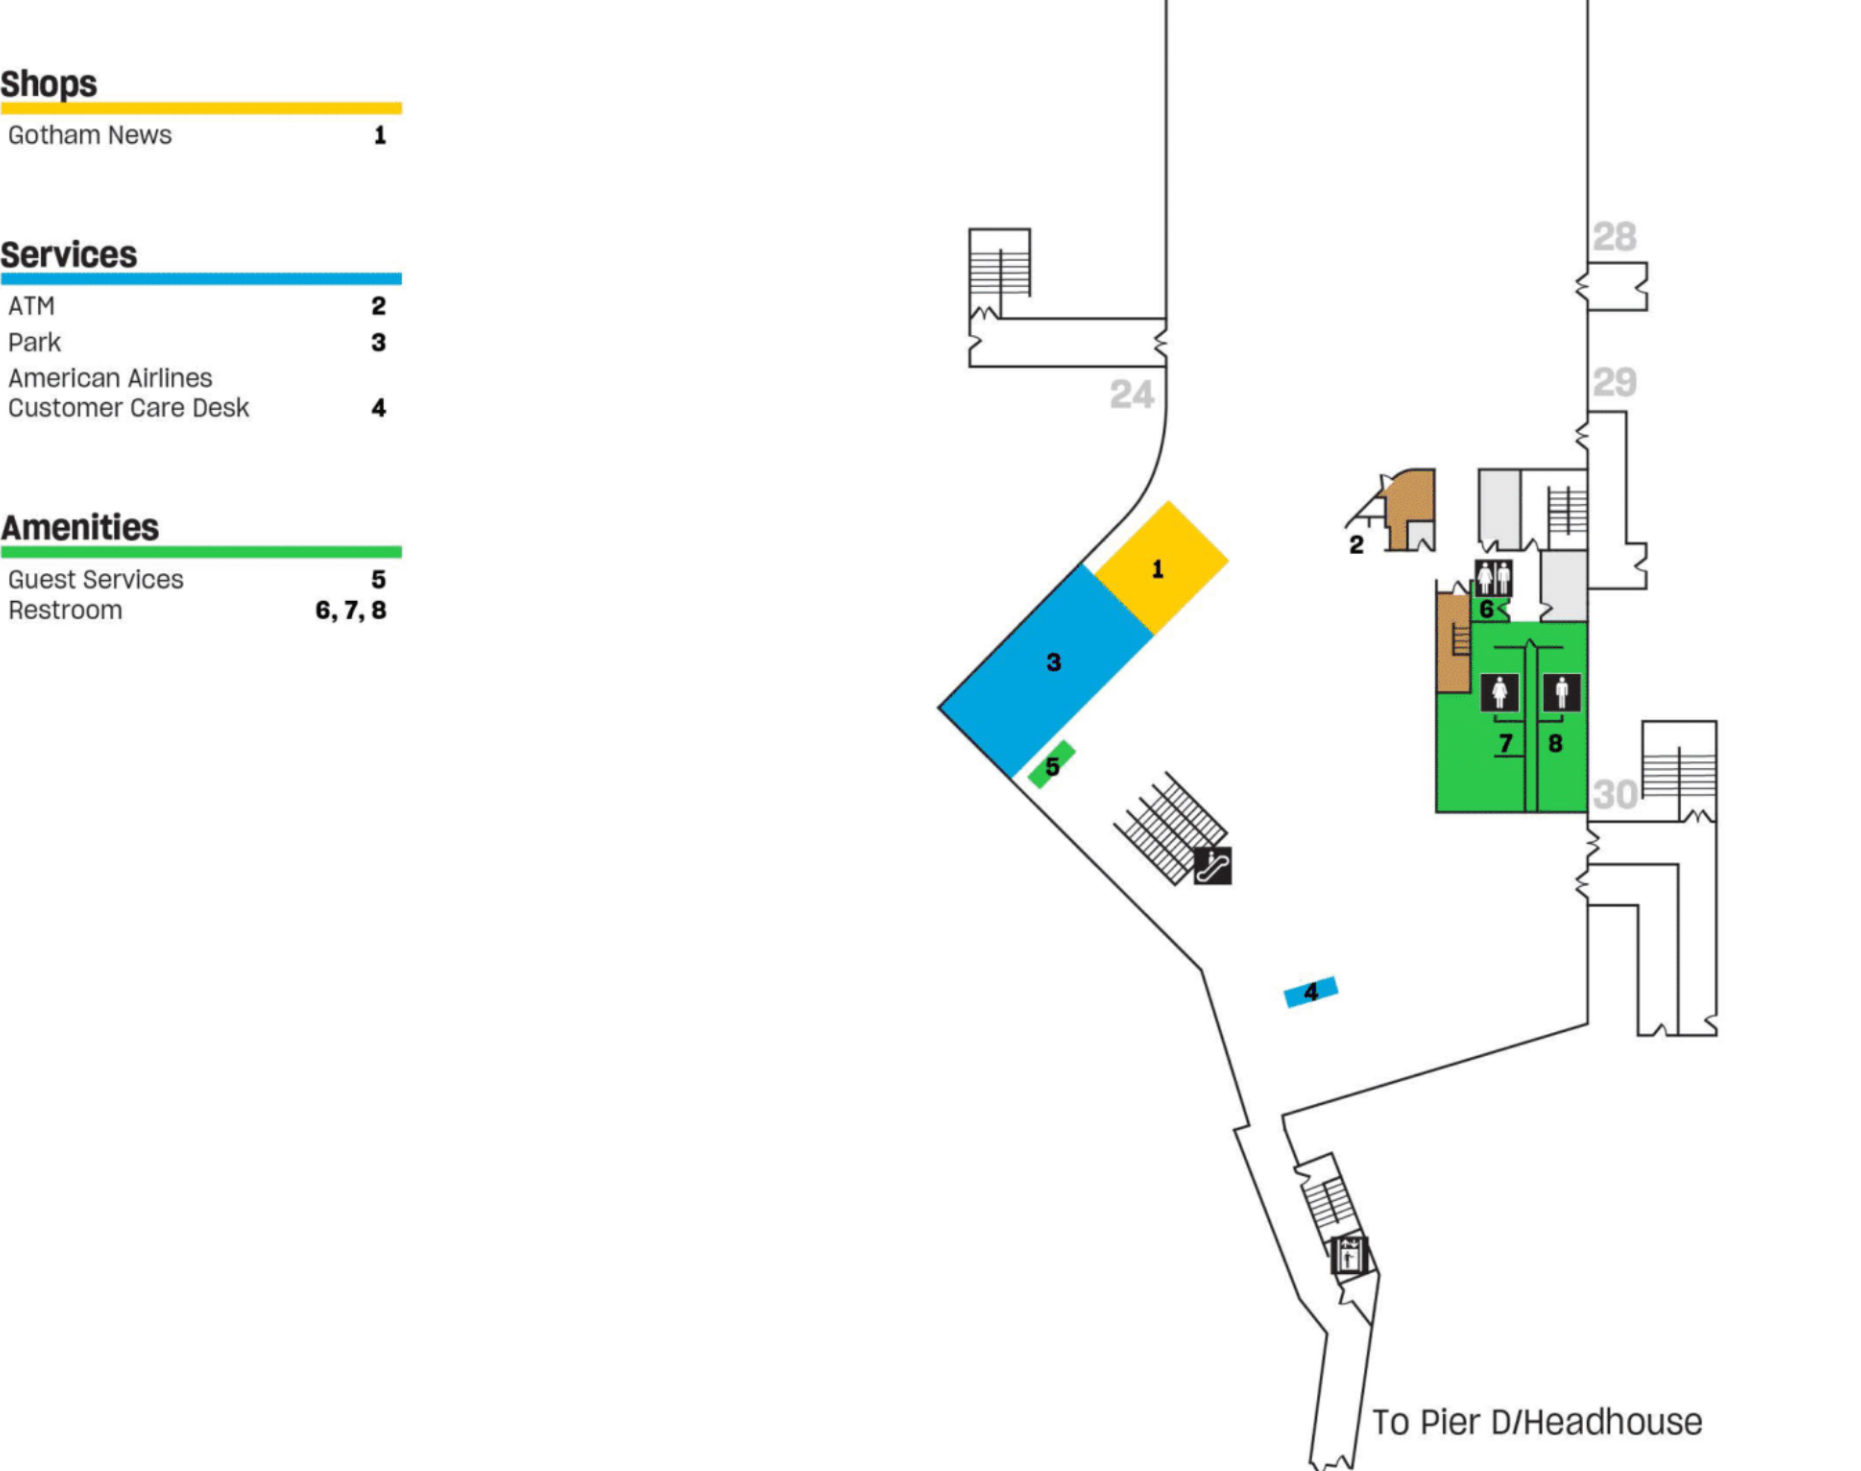 Shops
Gotham News 1
Services
ATM 2
Park 3
American Airlines
Customer Care Desk 4
Amenities
Guest Services 5
Restroom 6, 7, 8
28
29
24
2
1
6
3
7 8
5
30
4
To Pier D/Headhouse